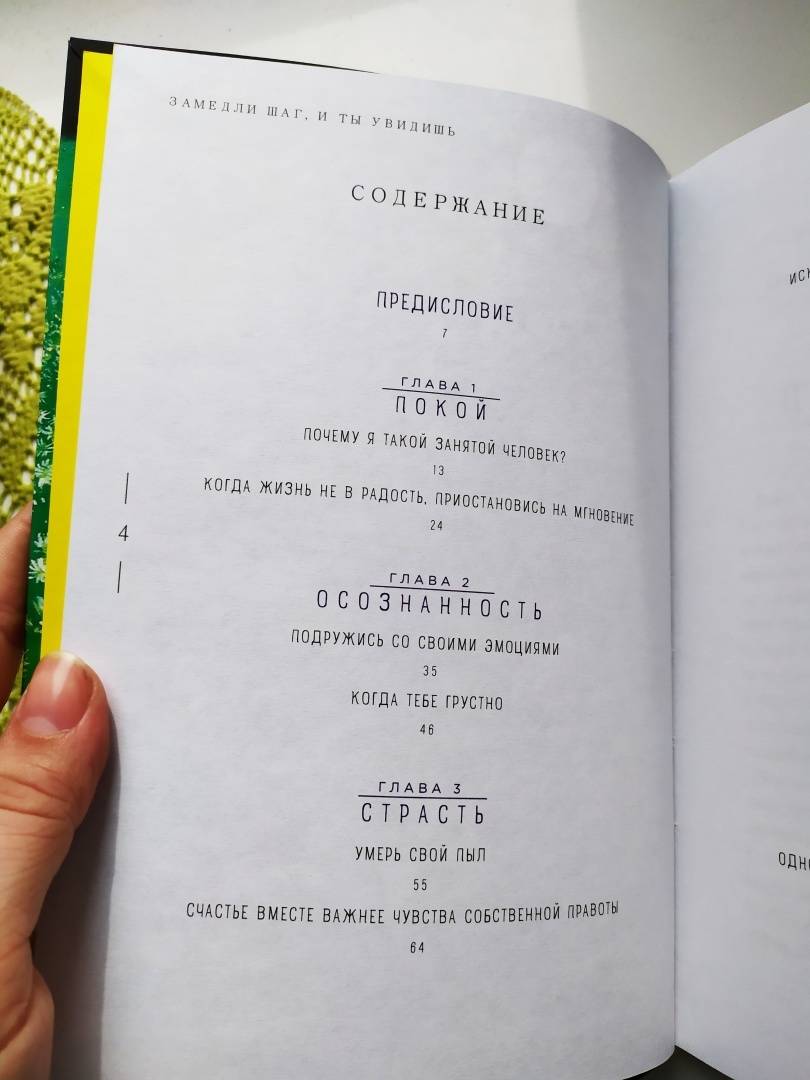 ЗАМЕДЛИ ШАГ, И ТЫ УВИДИШЬ
СОДЕРЖАНИЕ
ПРЕДИСЛОВИЕ
7
ГЛАВА 1
ПОКОЙ
ПОЧЕМУ Я ТАКОЙ ЗАНЯТОЙ ЧЕЛОВЕК?
13
КОГДА ЖИЗНЬ НЕ В РАДОСТЬ, ПРИОСТАНОВИСЬ НА МГНОВЕНИЕ
24
4
ГЛАВА 2
ОСОЗНАННОСТЬ
ПОДРУЖИСЬ СО СВОИМИ ЭМОЦИЯМИ
35
КОГДА ТЕБЕ ГРУСТНО
46
ГЛАВА 3
СТРАСТЬ
УМЕРЬ СВОЙ ПЫЛ
55
СЧАСТЬЕ ВМЕСТЕ ВАЖНЕЕ ЧУВСТВА СОБСТВЕННОЙ ПРАВОТЫ
64